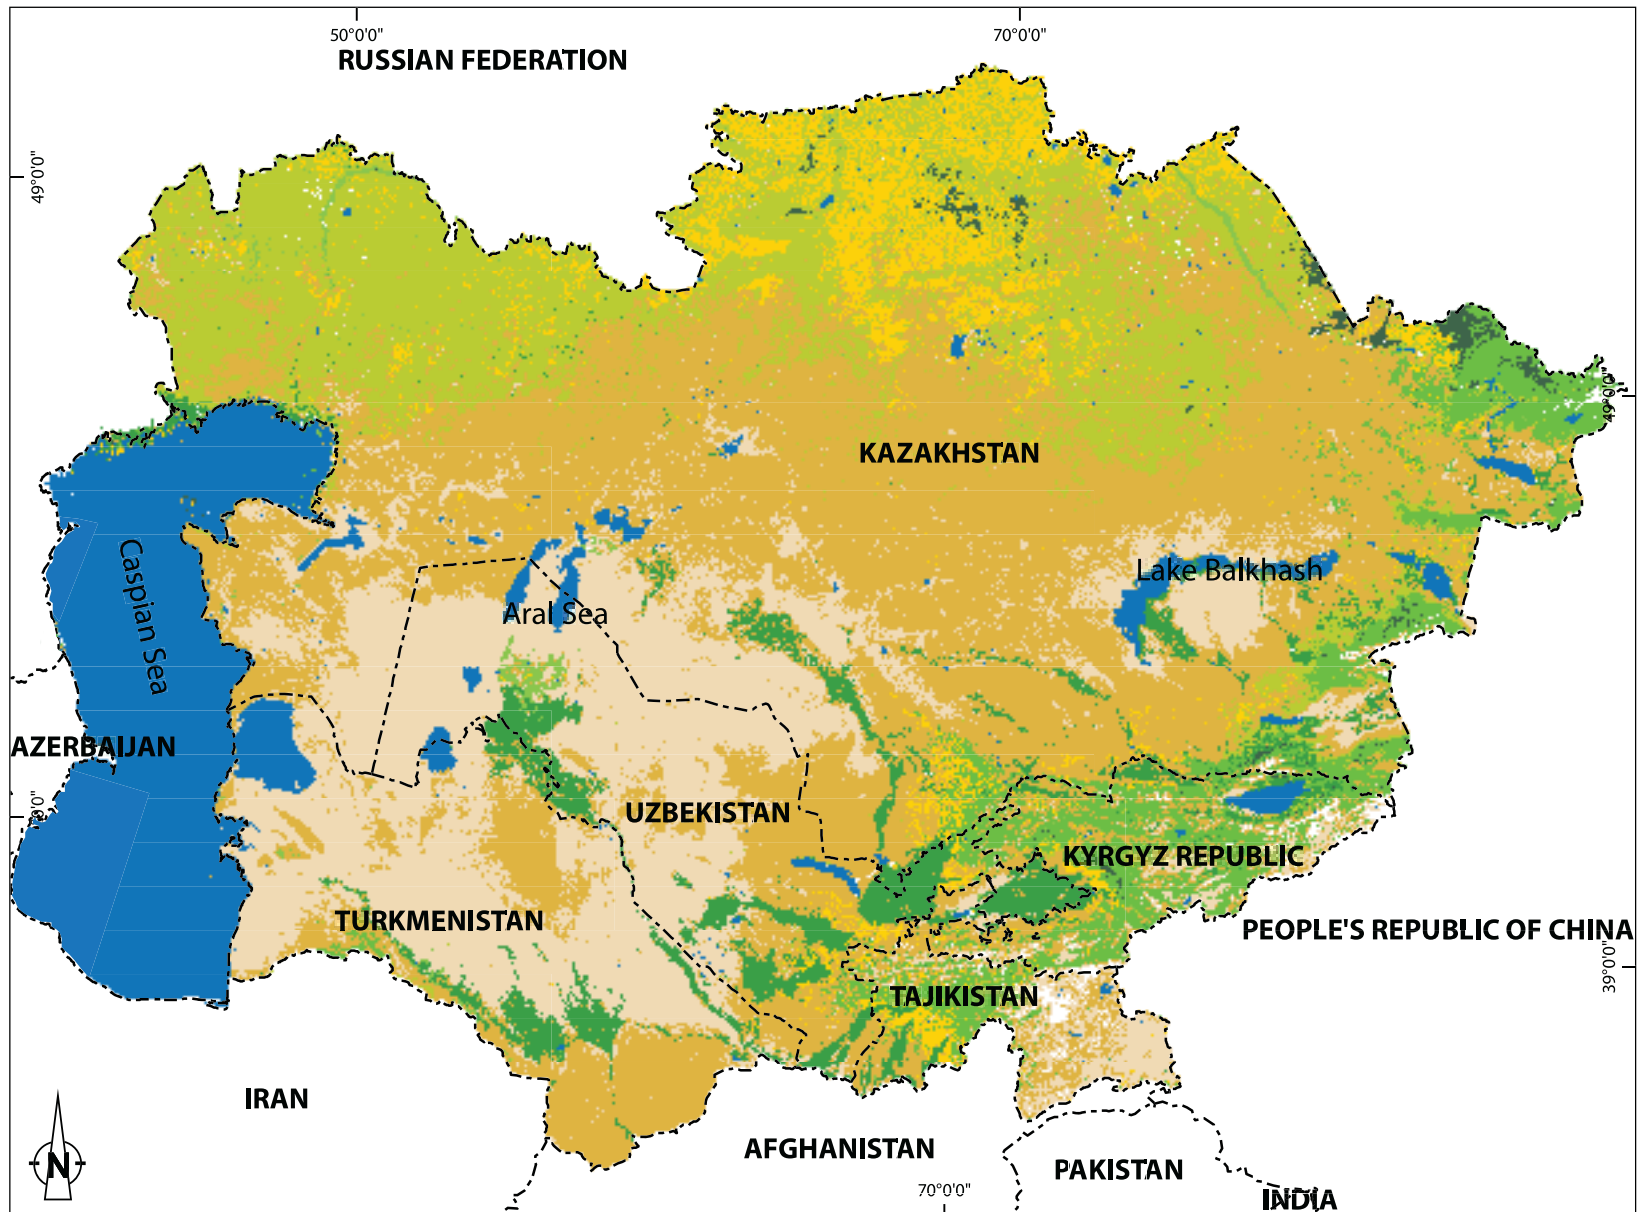 50°0'0"
70°0'0"
RUSSIAN FEDERATION
49°0'0"
49°0'0"
KAZAKHSTAN
Caspian Sea
Lake Balkhash
Aral Sea
AZERBAIJAN
UZBEKISTAN
KYRGYZ REPUBLIC
TURKMENISTAN
PEOPLE'S REPUBLIC OF CHINA
39°0'0"
TAJIKISTAN
IRAN
AFGHANISTAN
PAKISTAN
N
70°0'0"
INDIA